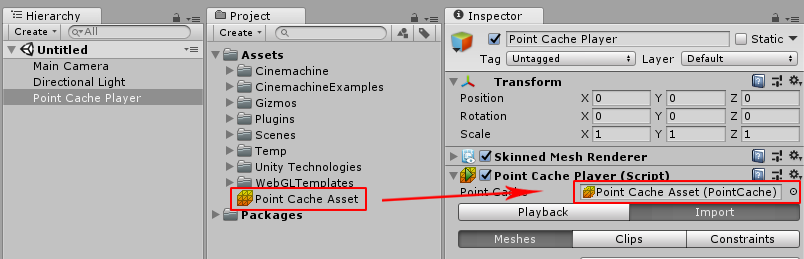 Hierarchy
Create
All
Untitled
Main Camera
Directional Light
Point Cache Player
Project
Create
Assets
Cinemachine
CinemachineExamples
Gizmos
Plugins
Scenes
Temp
Unity Technologies
WebGLTemplates
Point Cache Asset
Packages
Inspector
Point Cache Player Static
Tag Untagged Layer Default
Transform
Position X 0 Y 0 Z 0
Rotation X 0 Y 0 Z 0
Scale X 1 Y 1 Z 1
Skinned Mesh Renderer
Point Cache Player (Script)
Point Cache Point Cache Asset (PointCache)
Playback Import
Meshes Clips Constraints